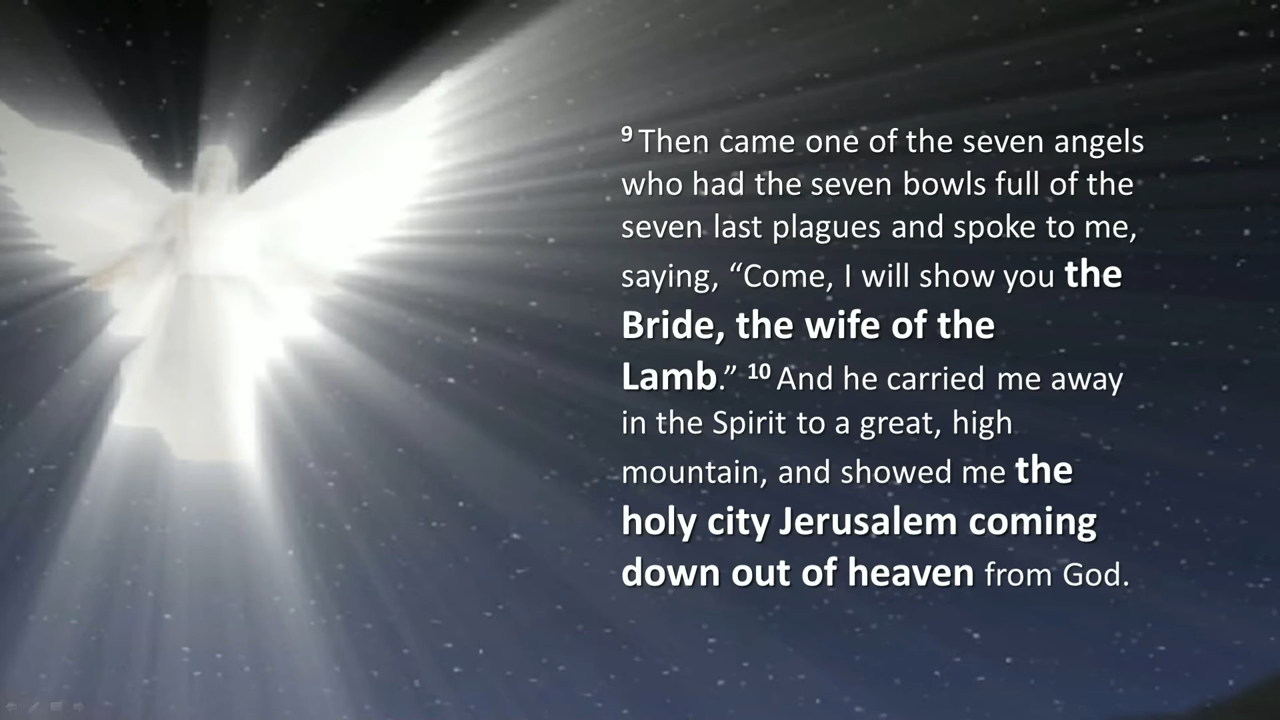 9 Then came one of the seven angels
who had the seven bowls full of the
seven last plagues and spoke to me,
saying, “Come, I will show you the
Bride, the wife of the
Lamb.” 10 And he carried me away
in the Spirit to a great, high
mountain, and showed me the
holy city Jerusalem coming
down out of heaven from God.